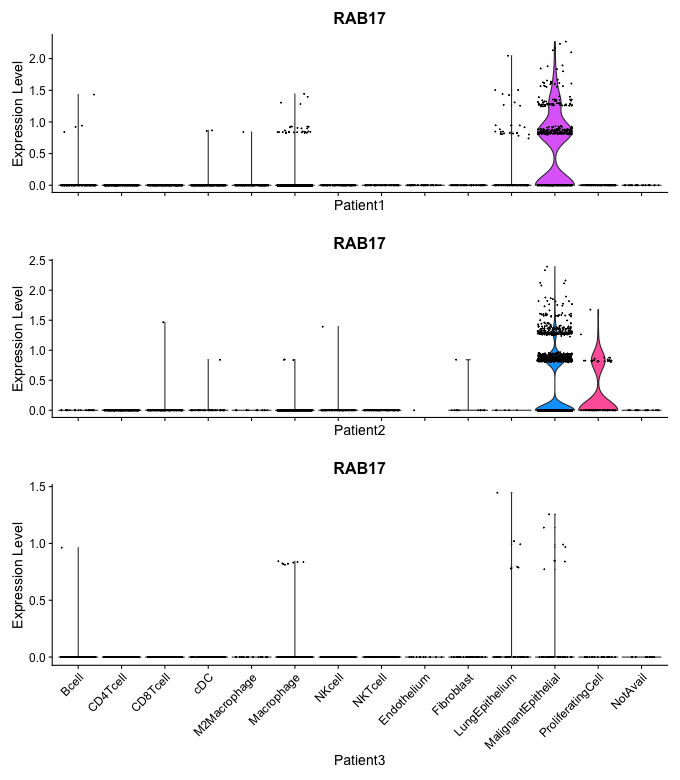 RAB17
Expression Level
2.0
1.5
1.0
0.5
0.0
Patient1
RAB17
Expression Level
2.5
2.0
1.5
1.0
0.5
0.0
Patient2
RAB17
Expression Level
1.5
1.0
0.5
0.0
Bcell
CD4Tcell
CD8Tcell
cDC
M2Macrophage
Macrophage
NKcell
NKTcell
Endothelium
Fibroblast
LungEpithelium
MalignantEpithelial
ProliferatingCell
NotAvail
Patient3